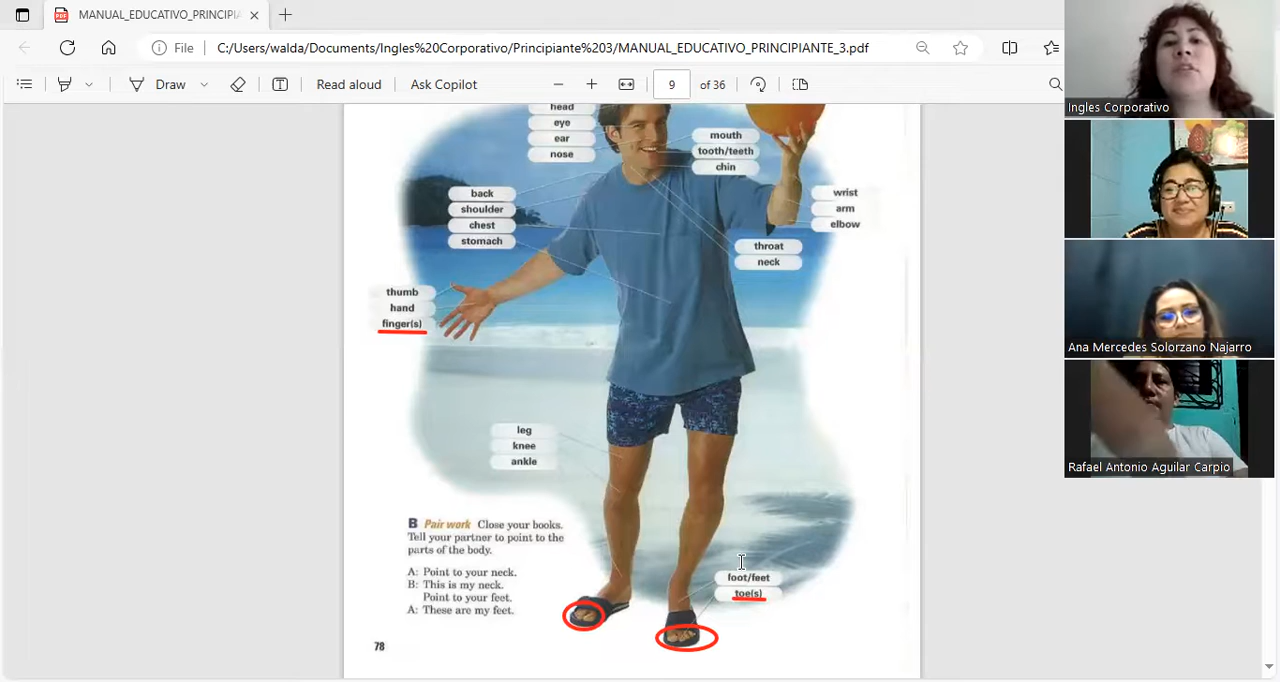 MANUAL_EDUCATIVO_PRINCIPIA
File
C:/Users/walda/Documents/Ingles%20Corporativo/Principiante%203/MANUAL_EDUCATIVO_PRINCIPIANTE_3.pdf
Draw
Read aloud
Ask Copilot
9 of 36
head
eye
ear
nose
mouth
tooth/teeth
chin
back
shoulder
chest
stomach
wrist
arm
elbow
throat
neck
thumb
hand
finger(s)
leg
knee
ankle
foot/feet
toe(s)
B Pair work Close your books.
Tell your partner to point to the
parts of the body.
A: Point to your neck.
B: This is my neck.
Point to your feet.
A: These are my feet.
78
Ingles Corporativo
Ana Mercedes Solorzano Najarro
Rafael Antonio Aguilar Carpio